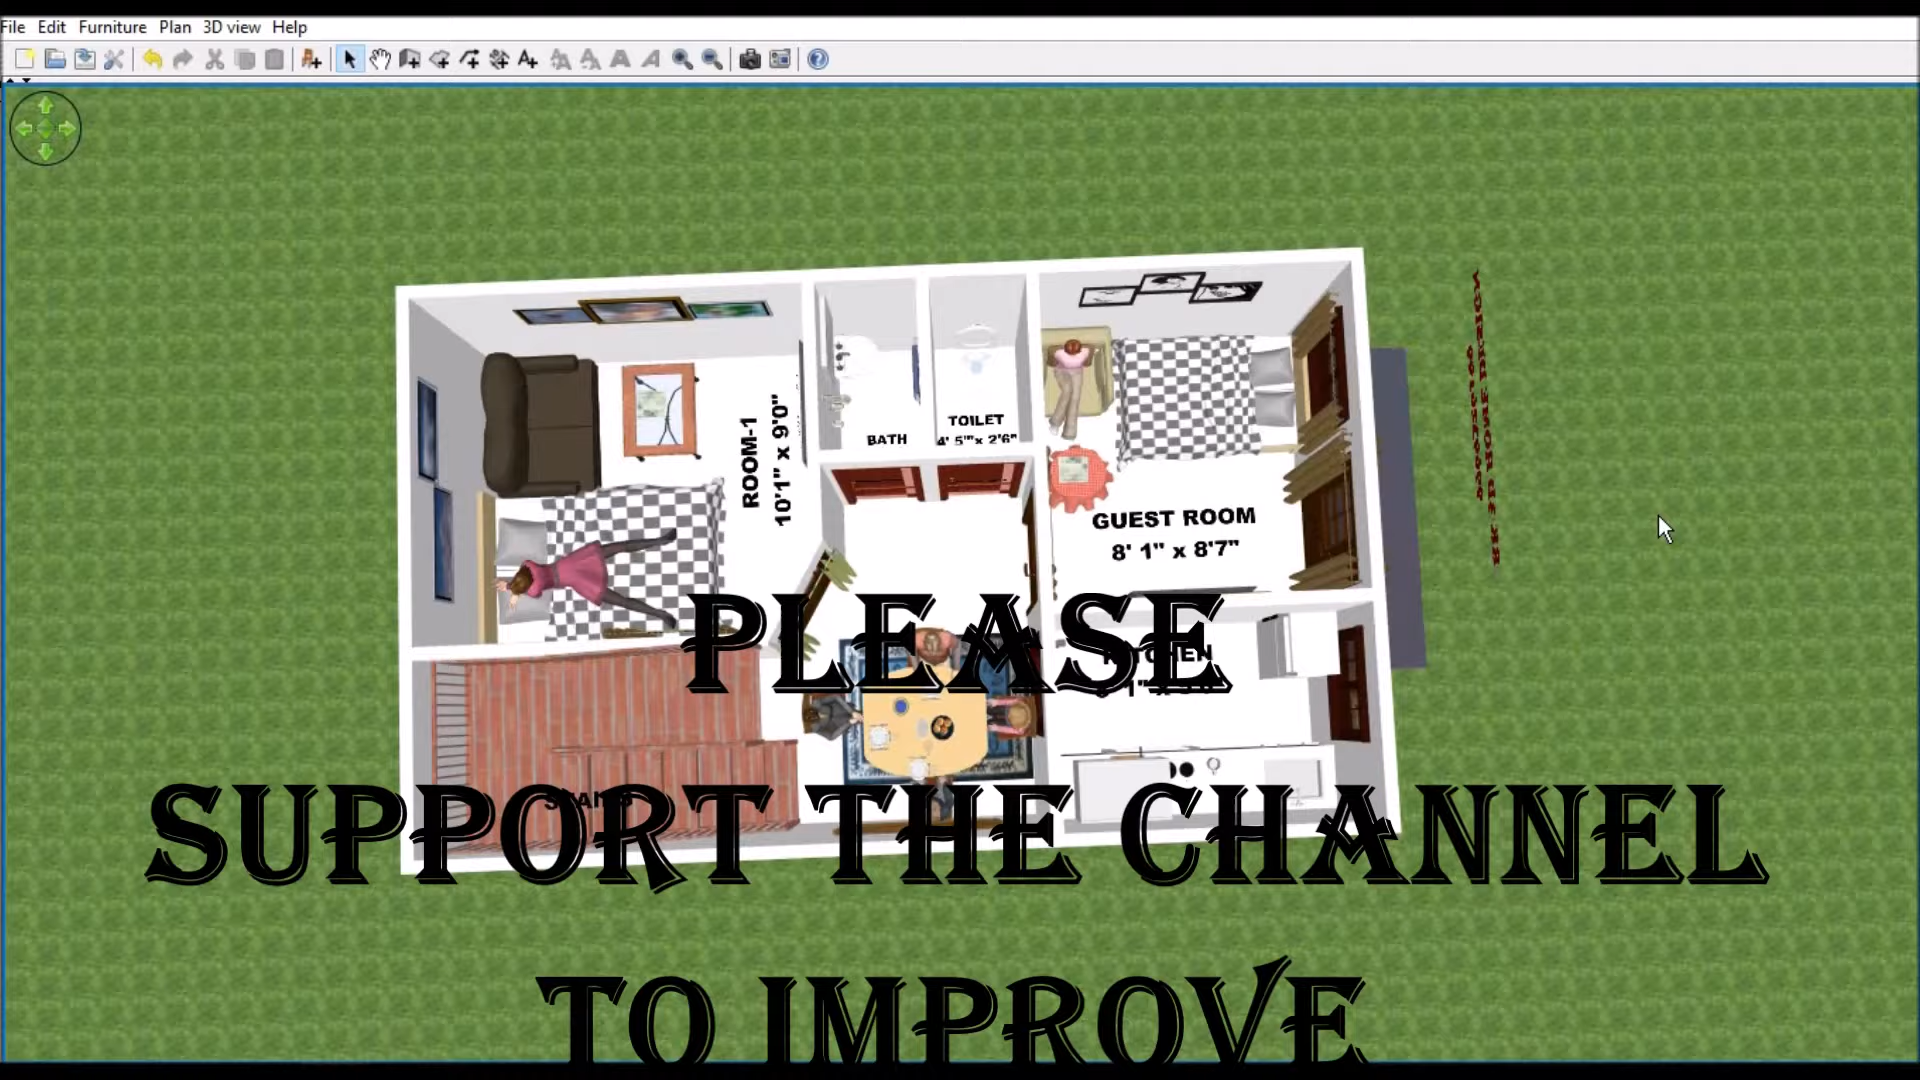 File Edit Furniture Plan 3D view Help
ROOM-1
10'1" x 9'0"
BATH
TOILET
4' 5"x 2'6"
GUEST ROOM
8' 1" x 8'7"
PLEASE
SUPPORT THE CHANNEL
TO IMPROVE